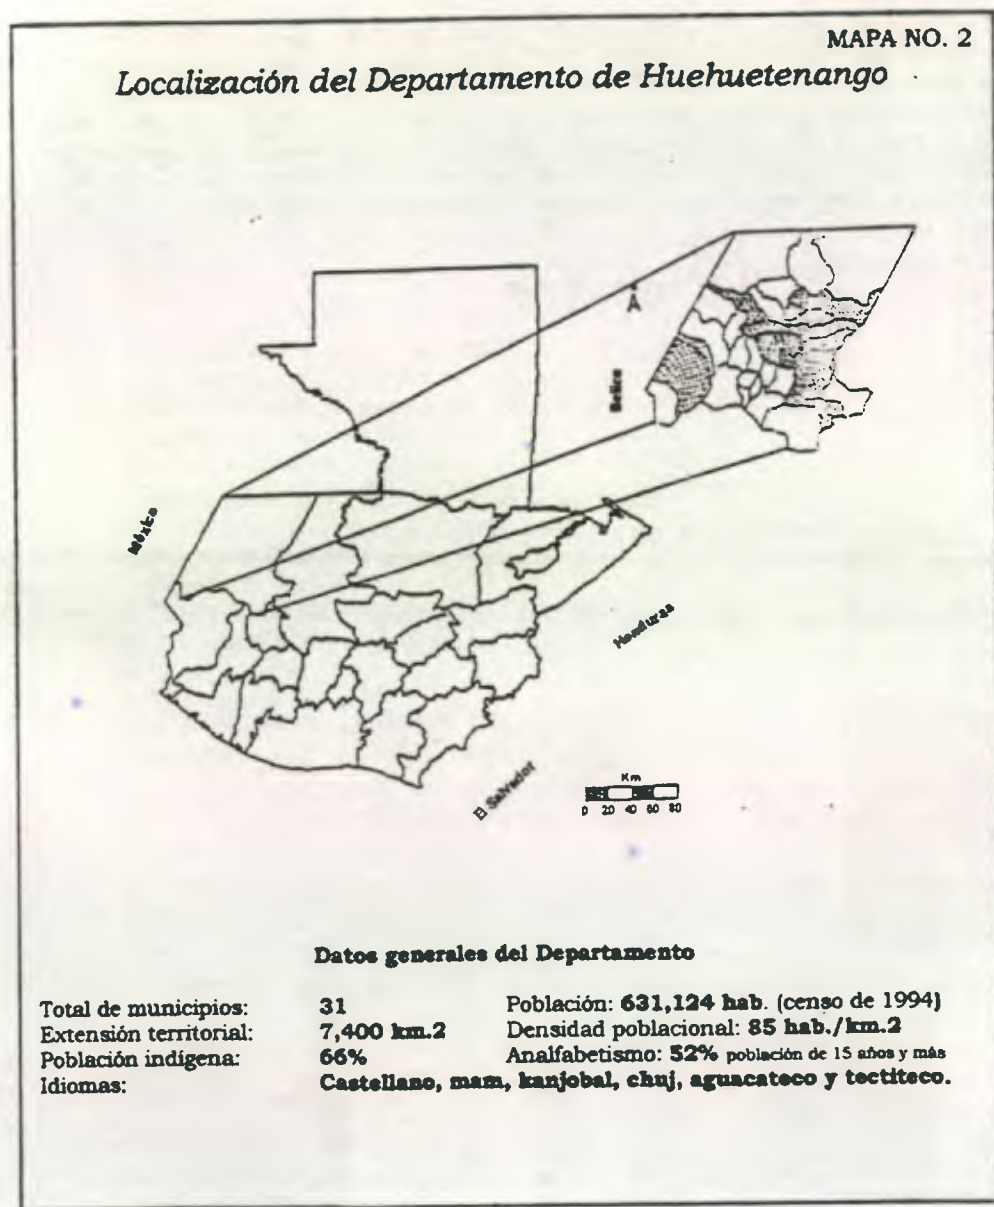 MAPA NO. 2
Localización del Departamento de Huehuetenango
A
Belice
México
Honduras
El Salvador
Km
0 20 40 60 80
Datos generales del Departamento
Total de municipios: 31 Población: 631,124 hab. (censo de 1994)
Extensión territorial: 7,400 km.2 Densidad poblacional: 85 hab./km.2
Población indígena: 66% Analfabetismo: 52% población de 15 años y más
Idiomas: Castellano, mam, kanjobal, chuj, aguacateco y tectiteco.